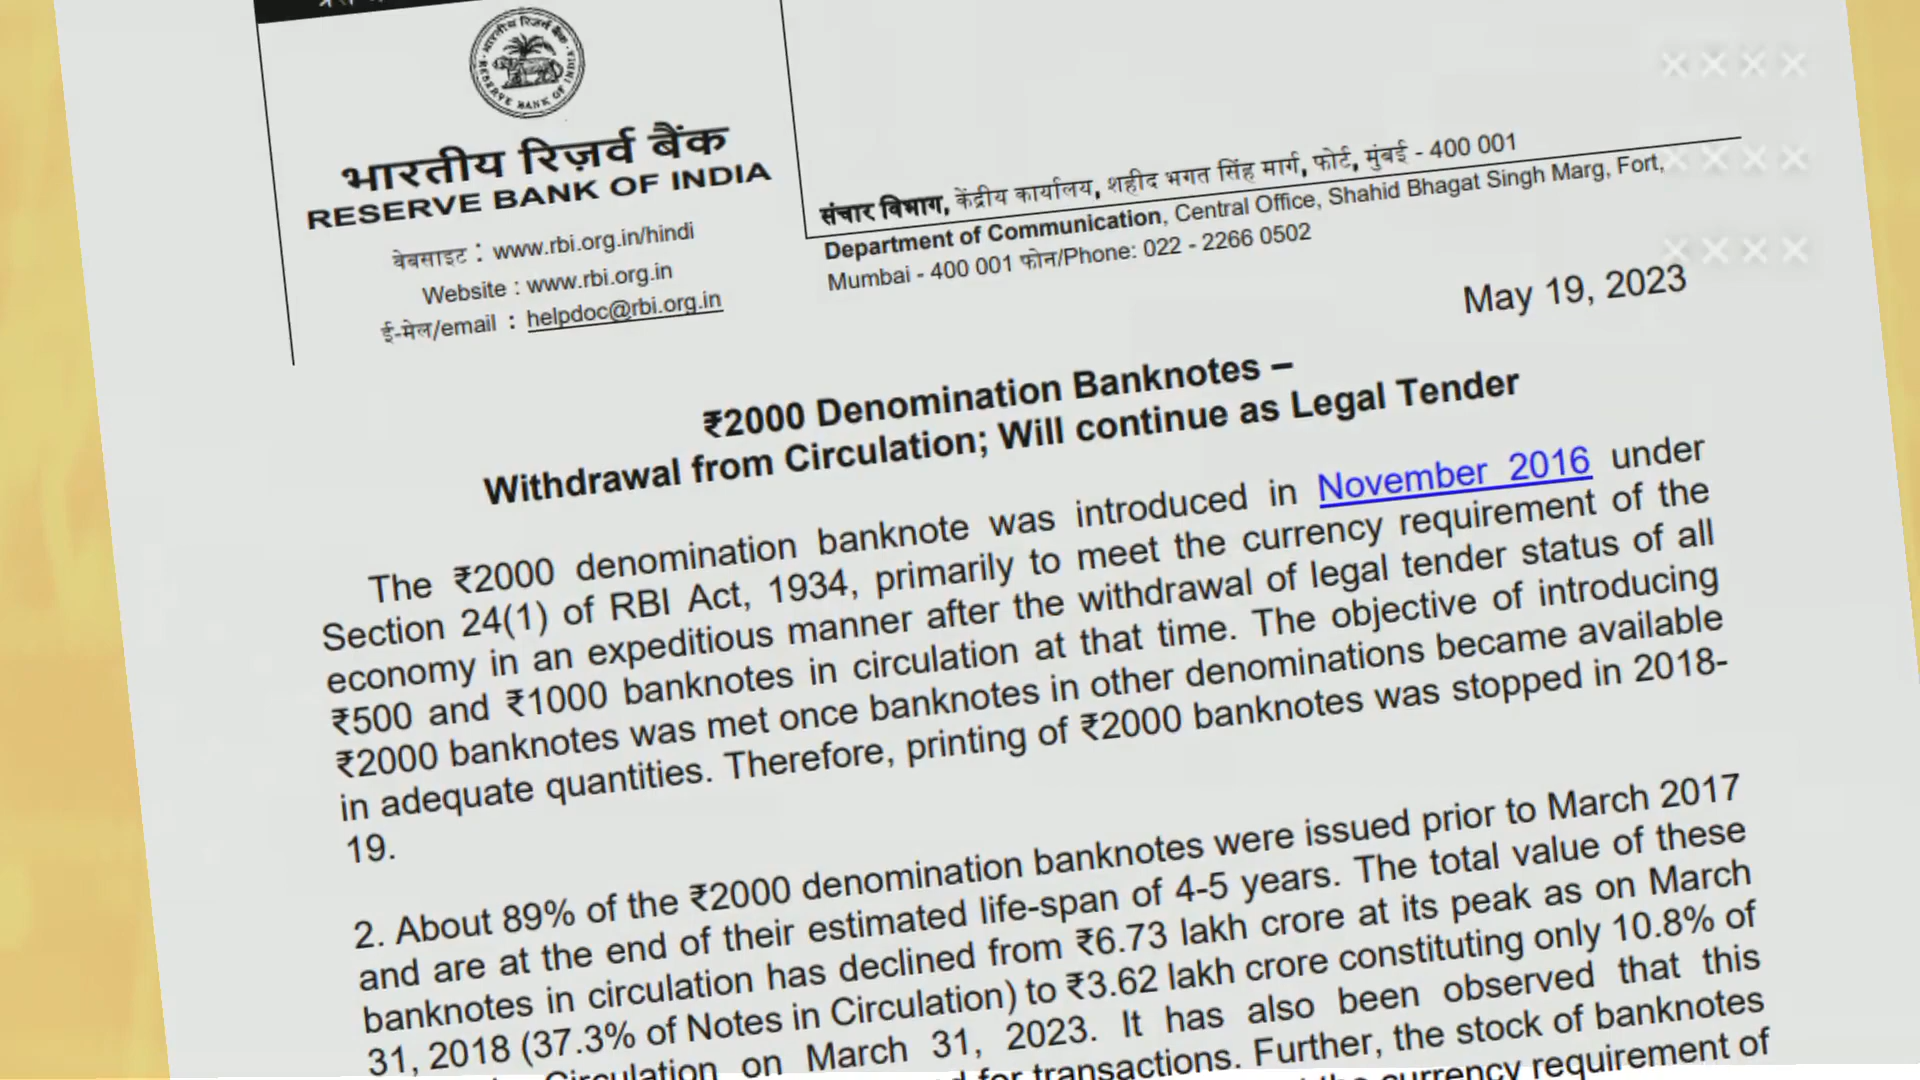 भारतीय रिज़र्व बैंक
RESERVE BANK OF INDIA
RESERVE BANK OF INDIA
वेबसाइट : www.rbi.org.in/hindi
Website : www.rbi.org.in
ई-मेल/email : helpdoc@rbi.org.in
संचार विभाग, केंद्रीय कार्यालय, शहीद भगत सिंह मार्ग, फोर्ट, मुंबई - 400 001
Department of Communication, Central Office, Shahid Bhagat Singh Marg, Fort,
Mumbai - 400 001 फोन/Phone: 022 - 2266 0502
May 19, 2023
₹2000 Denomination Banknotes –
Withdrawal from Circulation; Will continue as Legal Tender
The ₹2000 denomination banknote was introduced in November 2016 under
Section 24(1) of RBI Act, 1934, primarily to meet the currency requirement of the
economy in an expeditious manner after the withdrawal of legal tender status of all
₹500 and ₹1000 banknotes in circulation at that time. The objective of introducing
₹2000 banknotes was met once banknotes in other denominations became available
in adequate quantities. Therefore, printing of ₹2000 banknotes was stopped in 2018-
19.
2. About 89% of the ₹2000 denomination banknotes were issued prior to March 2017
and are at the end of their estimated life-span of 4-5 years. The total value of these
banknotes in circulation has declined from ₹6.73 lakh crore at its peak as on March
31, 2018 (37.3% of Notes in Circulation) to ₹3.62 lakh crore constituting only 10.8% of
Circulation on March 31, 2023. It has also been observed that this
for transactions. Further, the stock of banknotes
currency requirement of